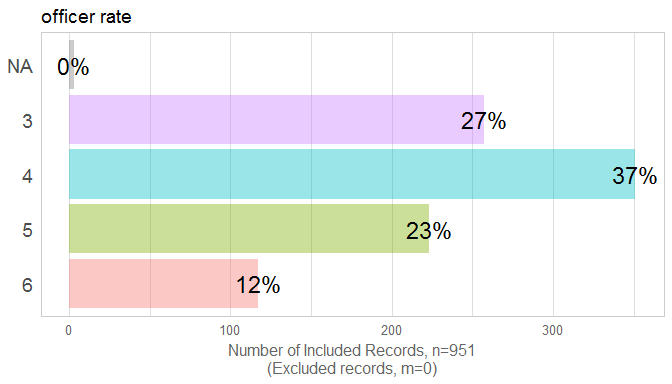 officer rate
NA 0%
3 27%
4 37%
5 23%
6 12%
0 100 200 300
Number of Included Records, n=951
(Excluded records, m=0)